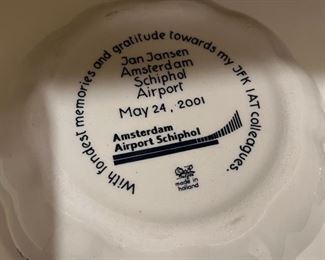 With fondest memories and gratitude towards my JFK IAT colleagues.
Jan Jansen
Amsterdam
Schiphol
Airport
May 24, 2001
Amsterdam
Airport Schiphol
made in
holland